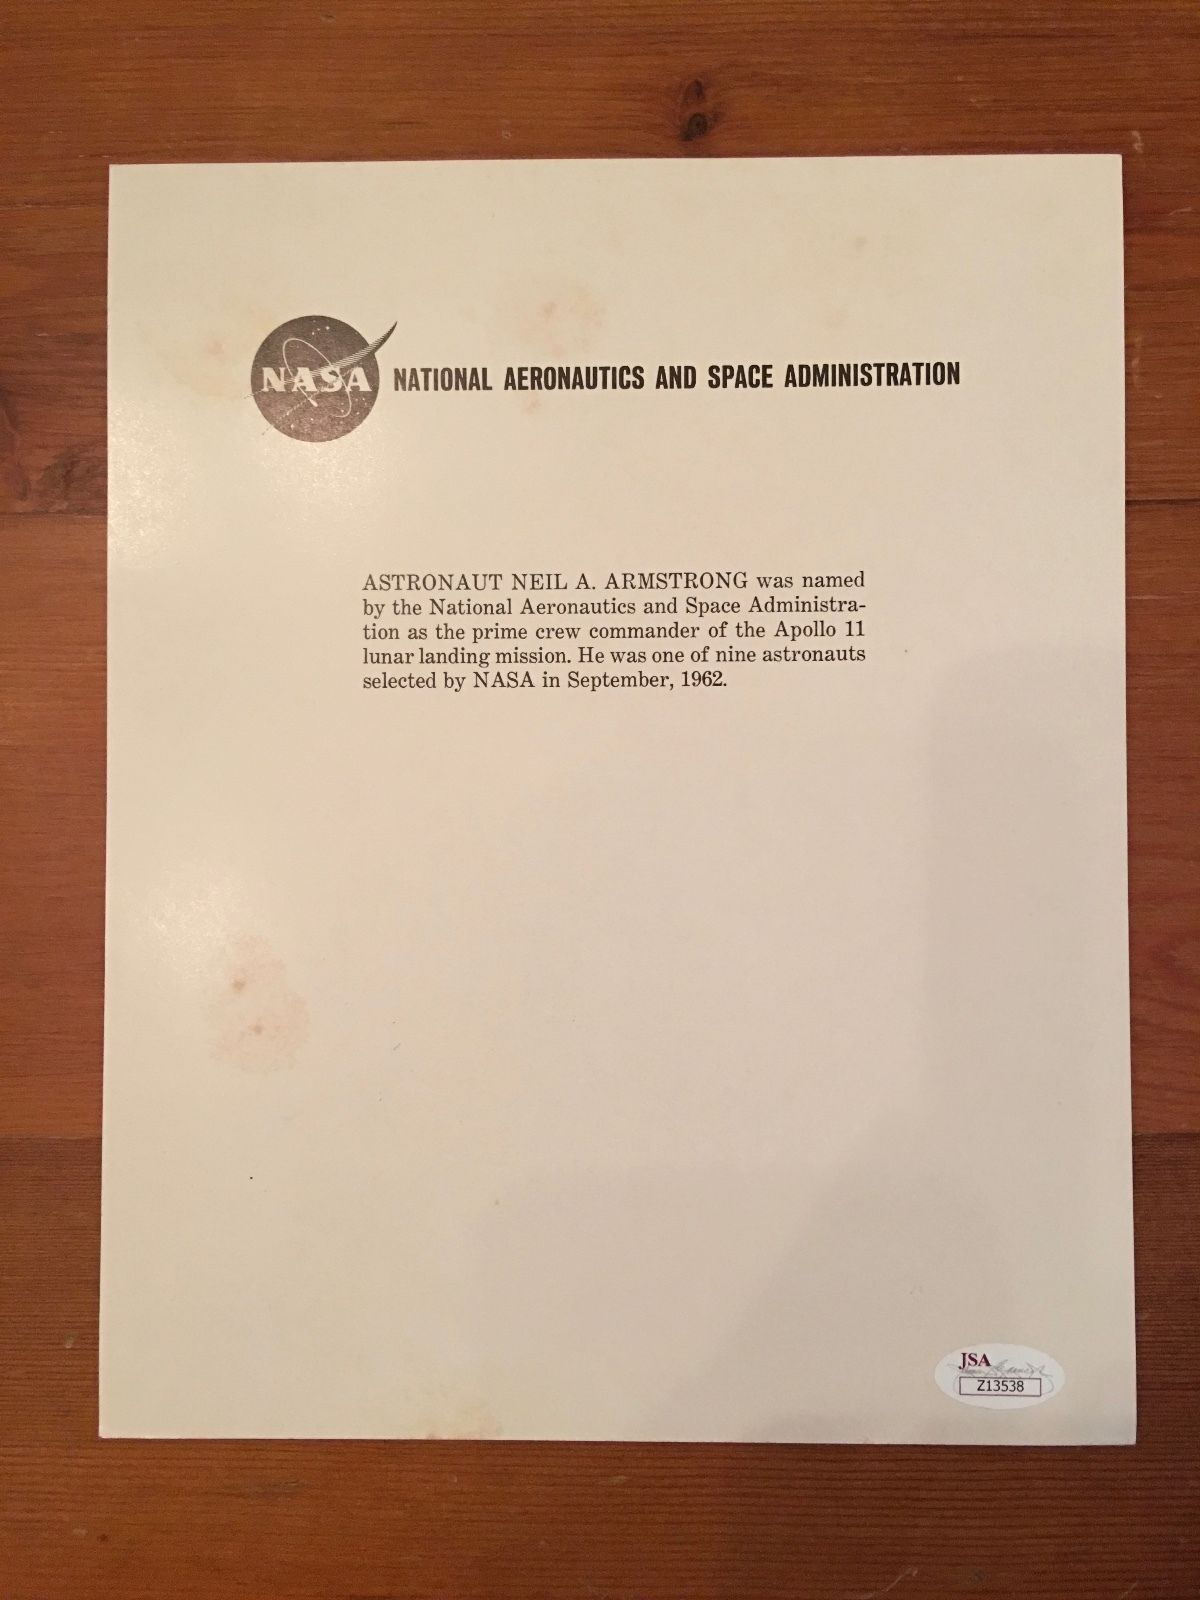 NASA
NATIONAL AERONAUTICS AND SPACE ADMINISTRATION
ASTRONAUT NEIL A. ARMSTRONG was named
by the National Aeronautics and Space Administra-
tion as the prime crew commander of the Apollo 11
lunar landing mission. He was one of nine astronauts
selected by NASA in September, 1962.
JSA
Z13538